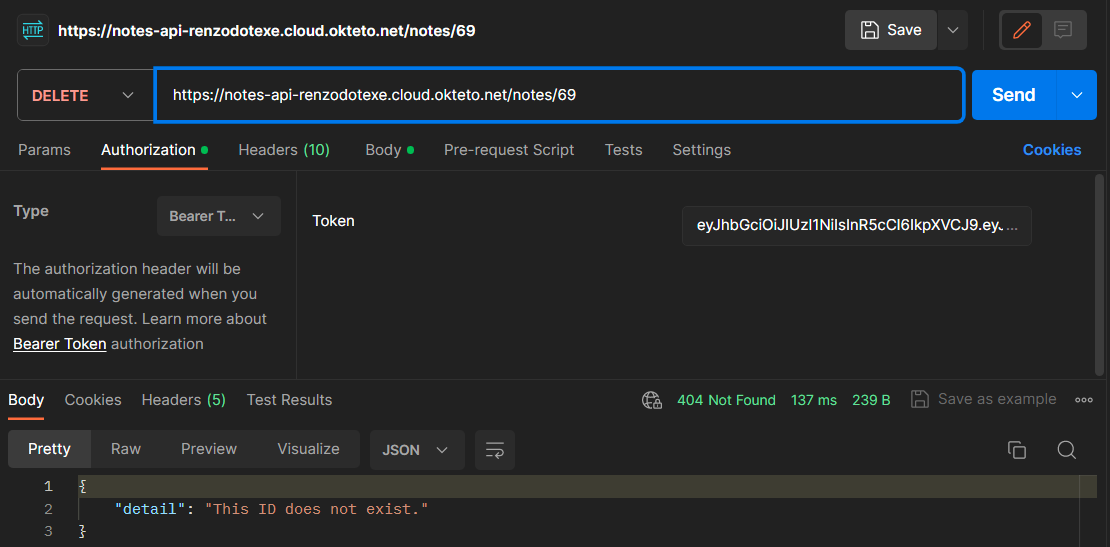 HTTP https://notes-api-renzodotexe.cloud.okteto.net/notes/69 Save
DELETE https://notes-api-renzodotexe.cloud.okteto.net/notes/69 Send
Params Authorization Headers (10) Body Pre-request Script Tests Settings Cookies
Type Bearer T... Token eyJhbGciOiJIUzI1NiIsInR5cCI6IkpXVCJ9.eyJ...
The authorization header will be
automatically generated when you
send the request. Learn more about
Bearer Token authorization
Body Cookies Headers (5) Test Results 404 Not Found 137 ms 239 B Save as example
Pretty Raw Preview Visualize JSON
1 {
2 "detail": "This ID does not exist."
3 }